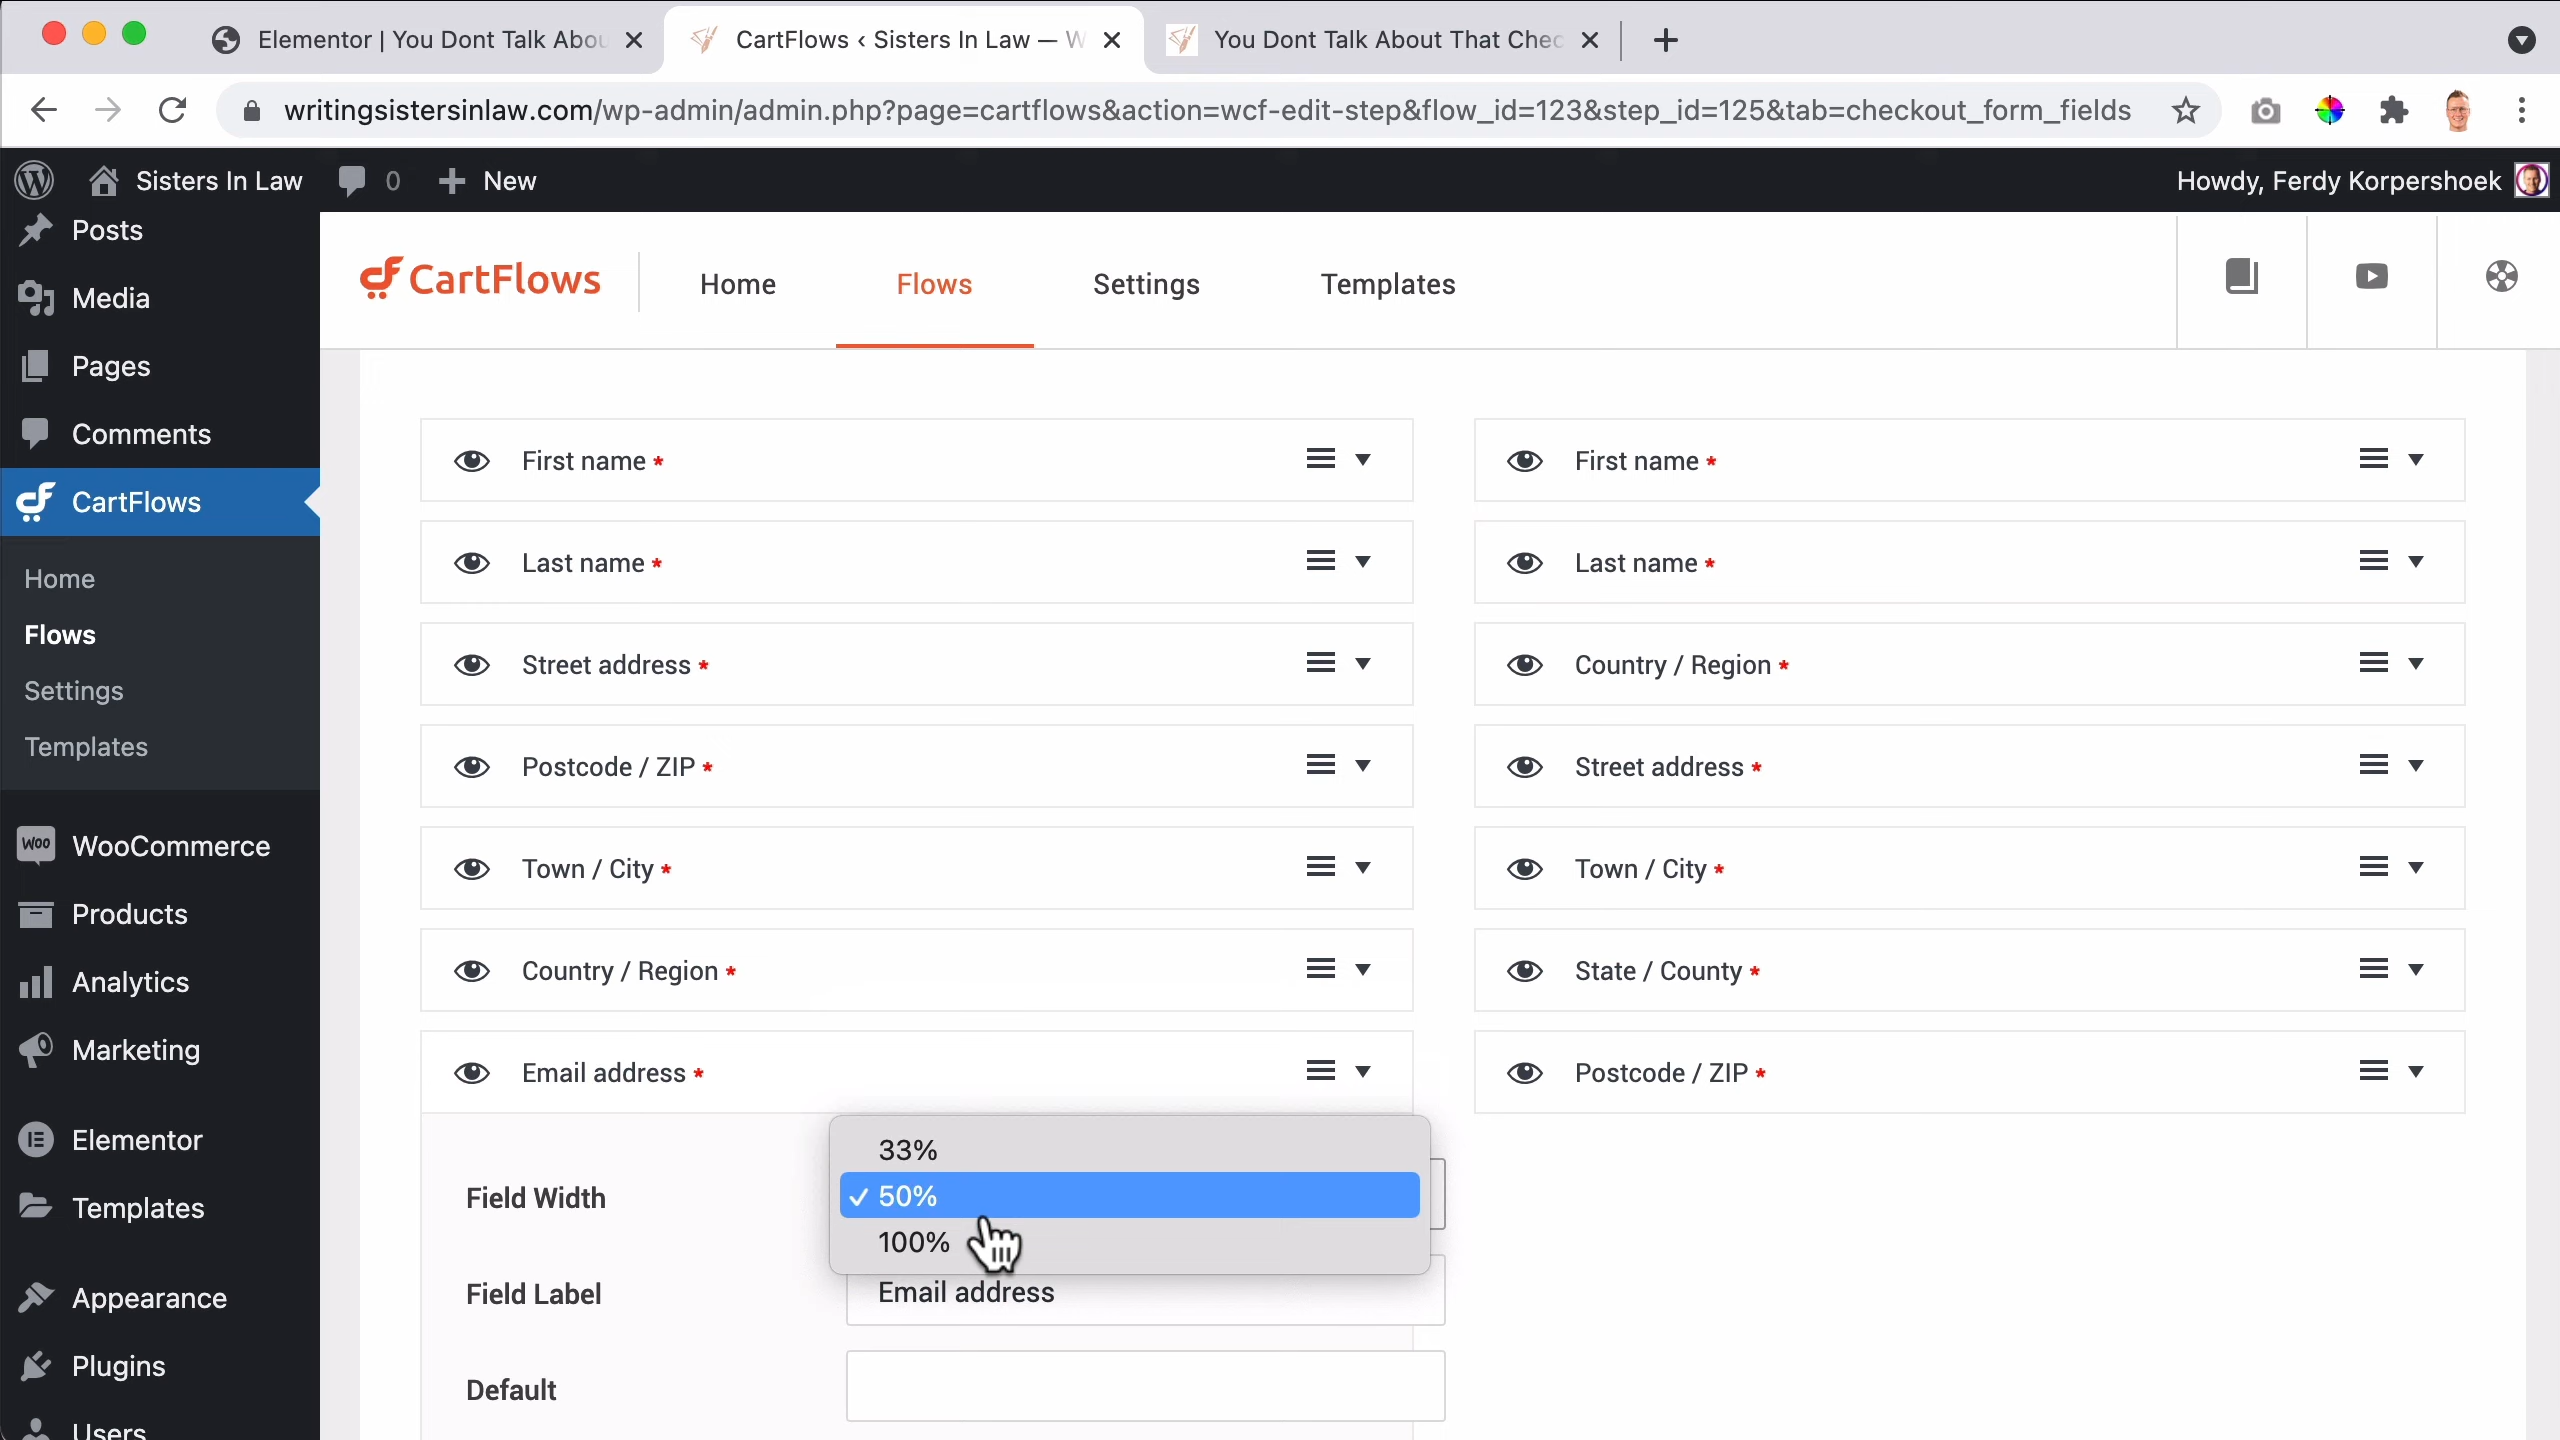 Elementor | You Dont Talk Abou
CartFlows ‹ Sisters In Law — W
You Dont Talk About That Chec
writingsistersinlaw.com/wp-admin/admin.php?page=cartflows&action=wcf-edit-step&flow_id=123&step_id=125&tab=checkout_form_fields
Sisters In Law
0
New
Howdy, Ferdy Korpershoek
Posts
Media
Pages
Comments
CartFlows
Home
Flows
Settings
Templates
WooCommerce
Products
Analytics
Marketing
Elementor
Templates
Appearance
Plugins
Users
CartFlows
Home
Flows
Settings
Templates
First name *
Last name *
Street address *
Postcode / ZIP *
Town / City *
Country / Region *
Email address *
33%
Field Width
50%
100%
Field Label
Email address
Default
First name *
Last name *
Country / Region *
Street address *
Town / City *
State / County *
Postcode / ZIP *